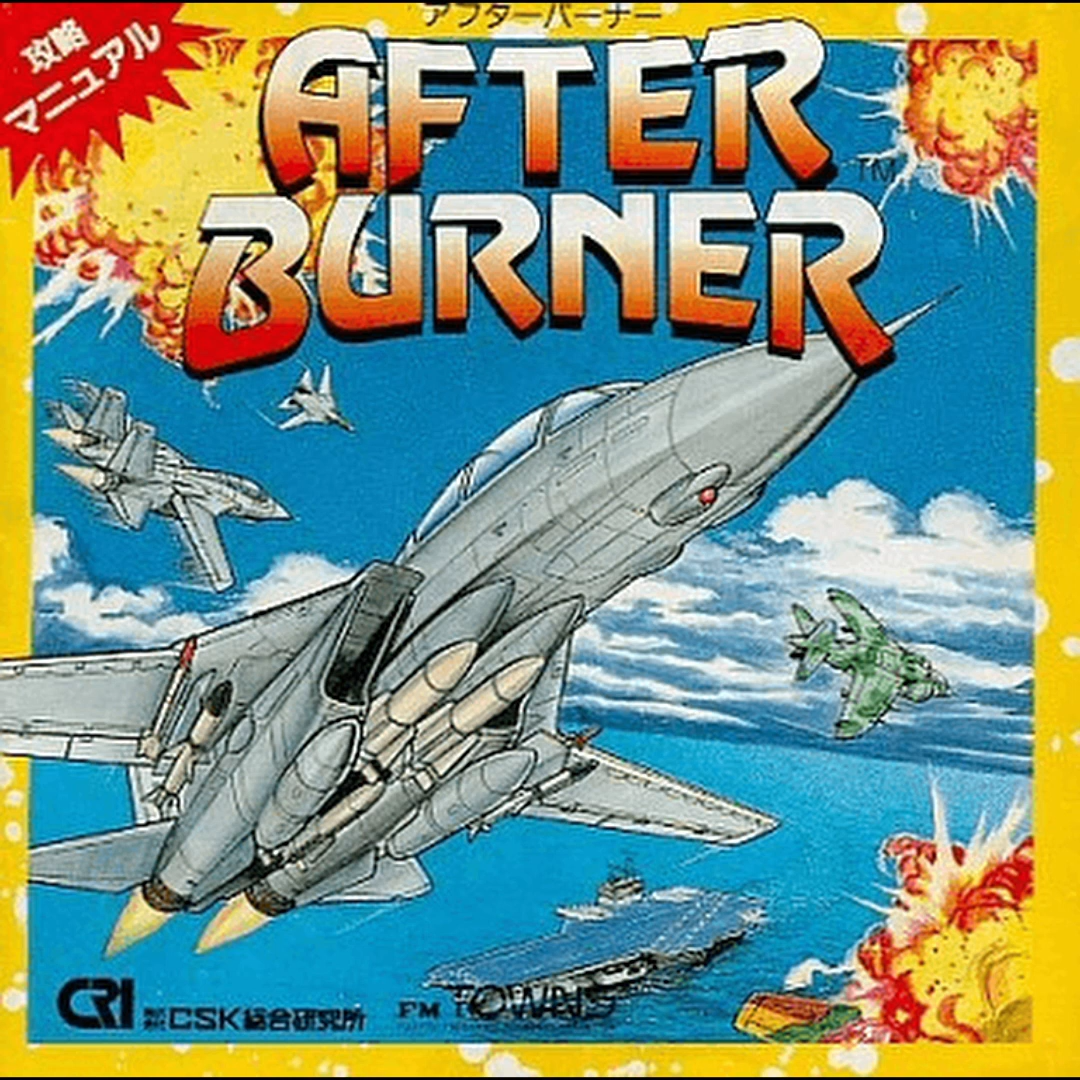 アフターバーナー
攻略
マニュアル
AFTER
BURNER
TM
CRI
株式会社CSK総合研究所
FM TOWNS